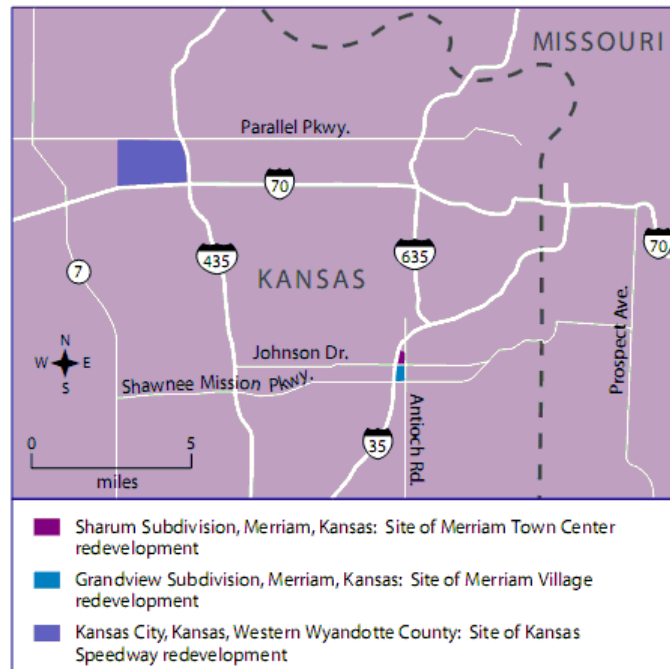 MISSOURI
Parallel Pkwy.
70
435
635
70
7
KANSAS
Prospect Ave.
N
W E
S
Johnson Dr.
Shawnee Mission Pkwy.
Antioch Rd.
35
0 5
miles
Sharum Subdivision, Merriam, Kansas: Site of Merriam Town Center
redevelopment
Grandview Subdivision, Merriam, Kansas: Site of Merriam Village
redevelopment
Kansas City, Kansas, Western Wyandotte County: Site of Kansas
Speedway redevelopment